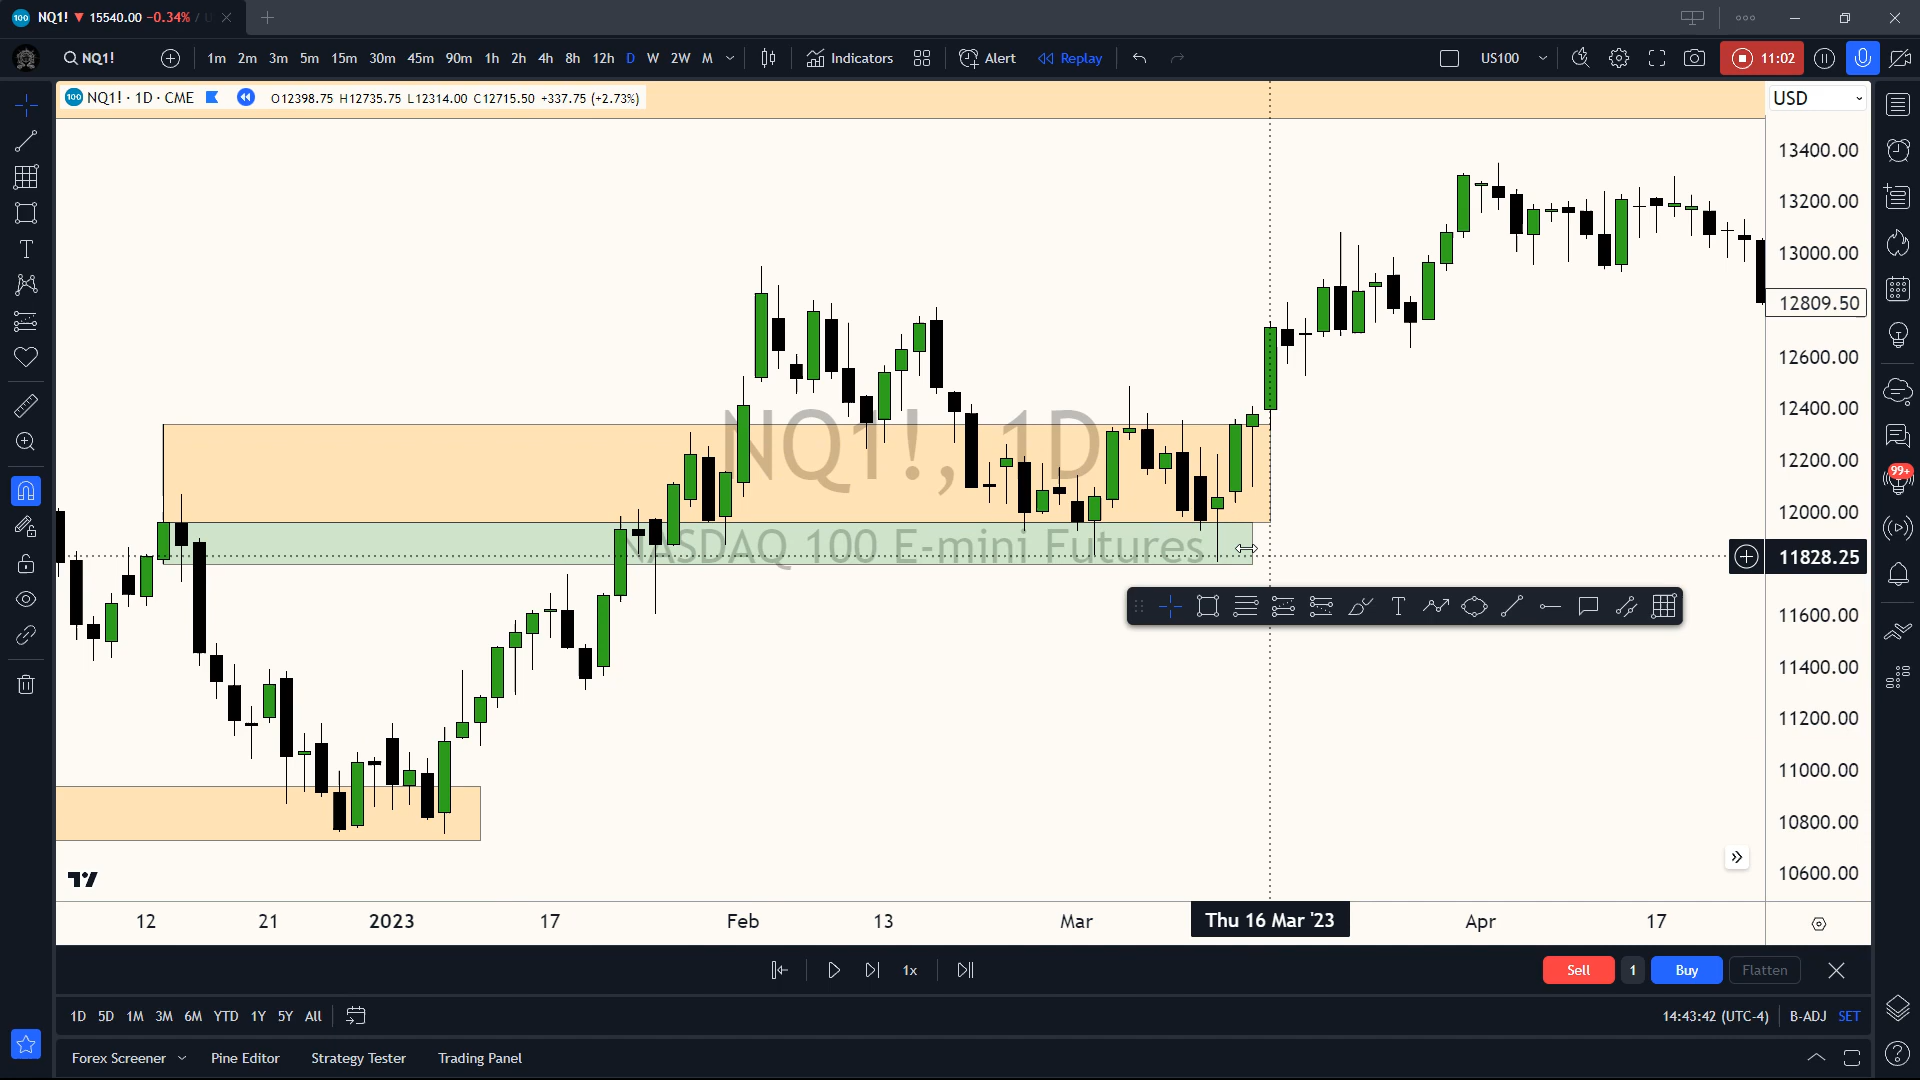 NQ1! ▼ 15540.00 −0.34% / U
NQ1! 1m 2m 3m 5m 15m 30m 45m 90m 1h 2h 4h 8h 12h D W 2W M Indicators Alert Replay US100 11:02
100 NQ1! · 1D · CME O12398.75 H12735.75 L12314.00 C12715.50 +337.75 (+2.73%) USD
13400.00
13200.00
13000.00
12809.50
12600.00
12400.00
NQ1!, 1D
12200.00
99+
12000.00
NASDAQ 100 E-mini Futures
11828.25
11600.00
11400.00
11200.00
11000.00
10800.00
10600.00
12 21 2023 17 Feb 13 Mar Thu 16 Mar '23 Apr 17
1x Sell 1 Buy Flatten
1D 5D 1M 3M 6M YTD 1Y 5Y All 14:43:42 (UTC-4) B-ADJ SET
Forex Screener Pine Editor Strategy Tester Trading Panel